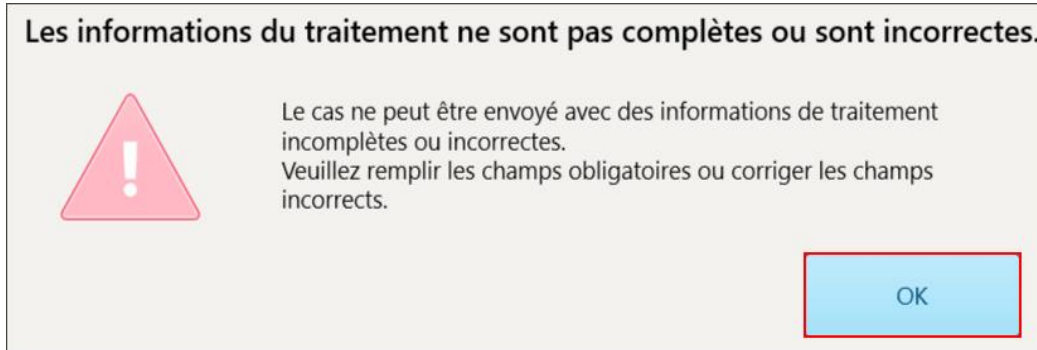 Les informations du traitement ne sont pas complètes ou sont incorrectes.
Le cas ne peut être envoyé avec des informations de traitement
incomplètes ou incorrectes.
Veuillez remplir les champs obligatoires ou corriger les champs
incorrects.
OK